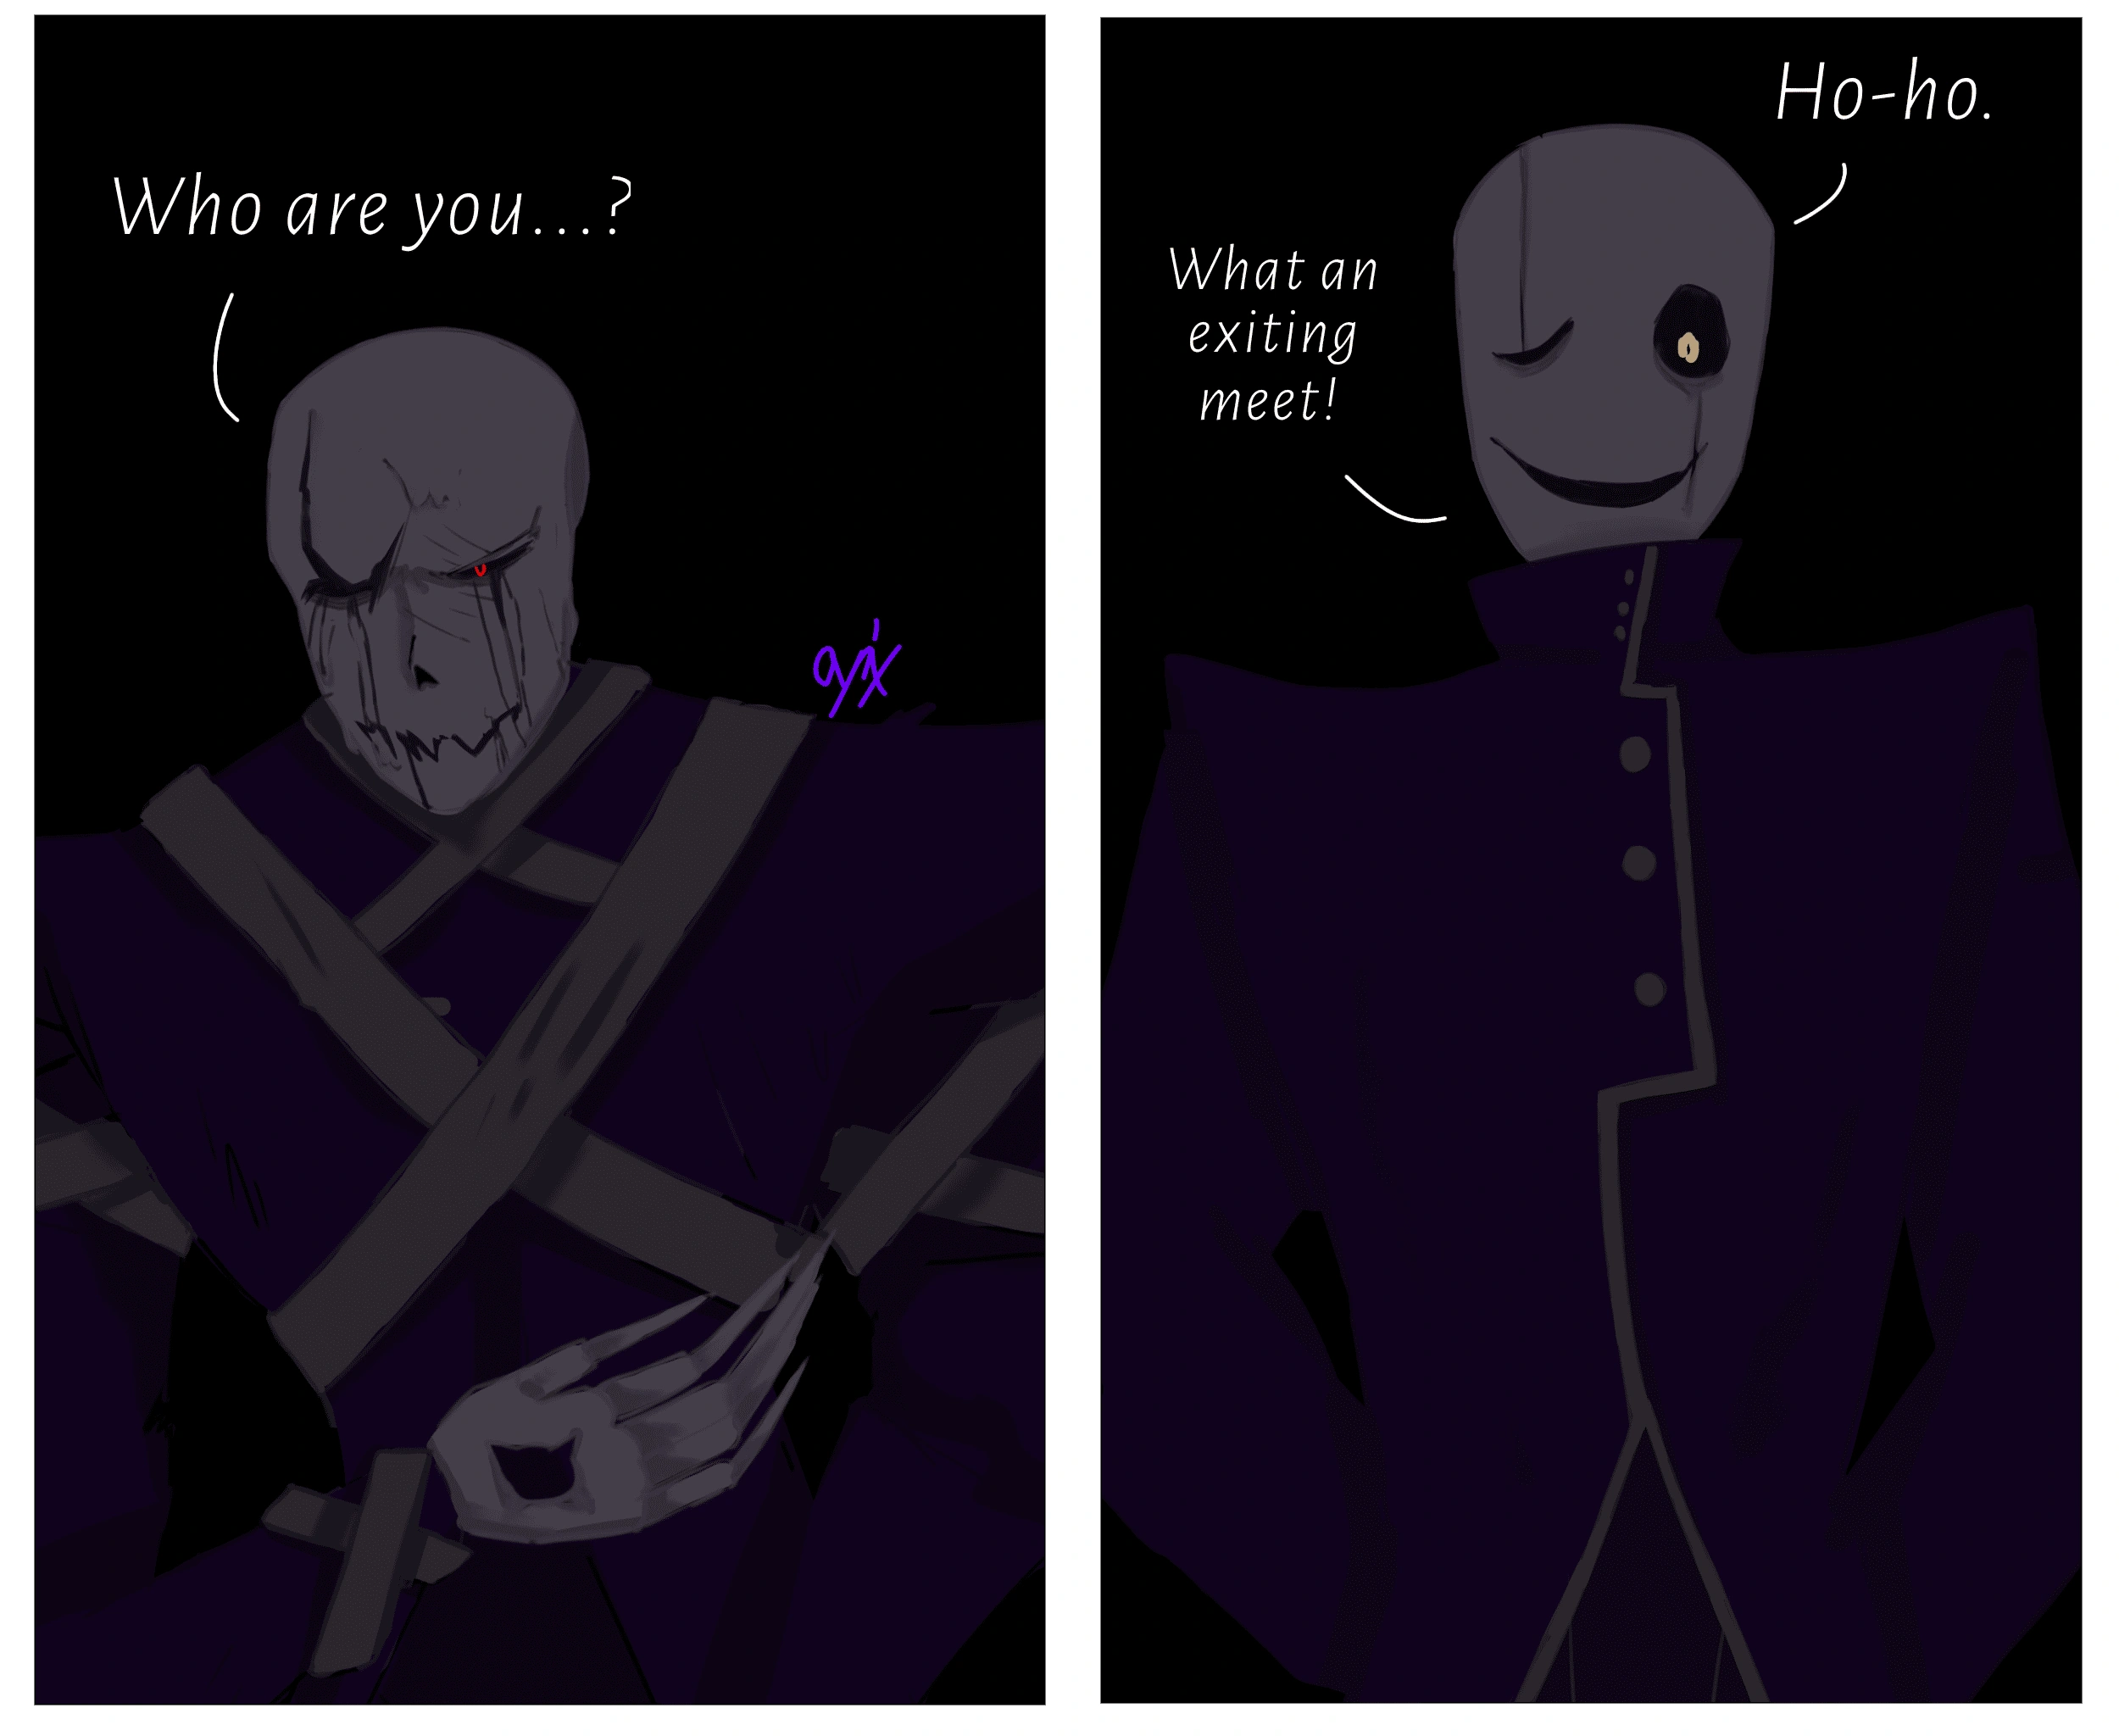 Who are you....?
Ho-ho.
What an
exiting
meet!